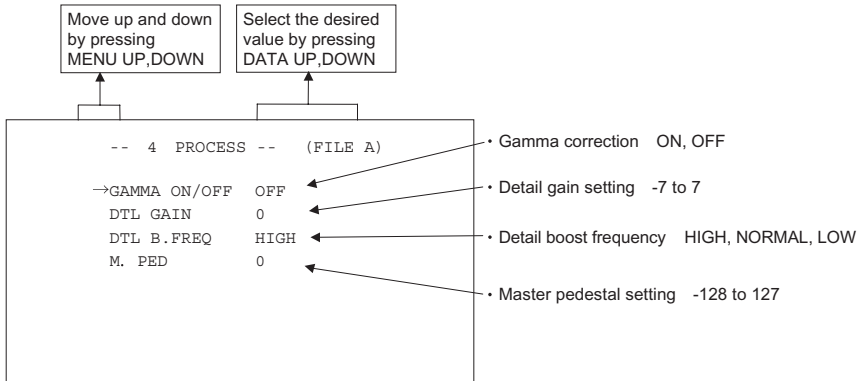 Move up and down
by pressing
MENU UP,DOWN
Select the desired
value by pressing
DATA UP,DOWN
-- 4 PROCESS -- (FILE A)
→GAMMA ON/OFF OFF
DTL GAIN 0
DTL B.FREQ HIGH
M. PED 0
・Gamma correction ON, OFF
・Detail gain setting -7 to 7
・Detail boost frequency HIGH, NORMAL, LOW
・Master pedestal setting -128 to 127